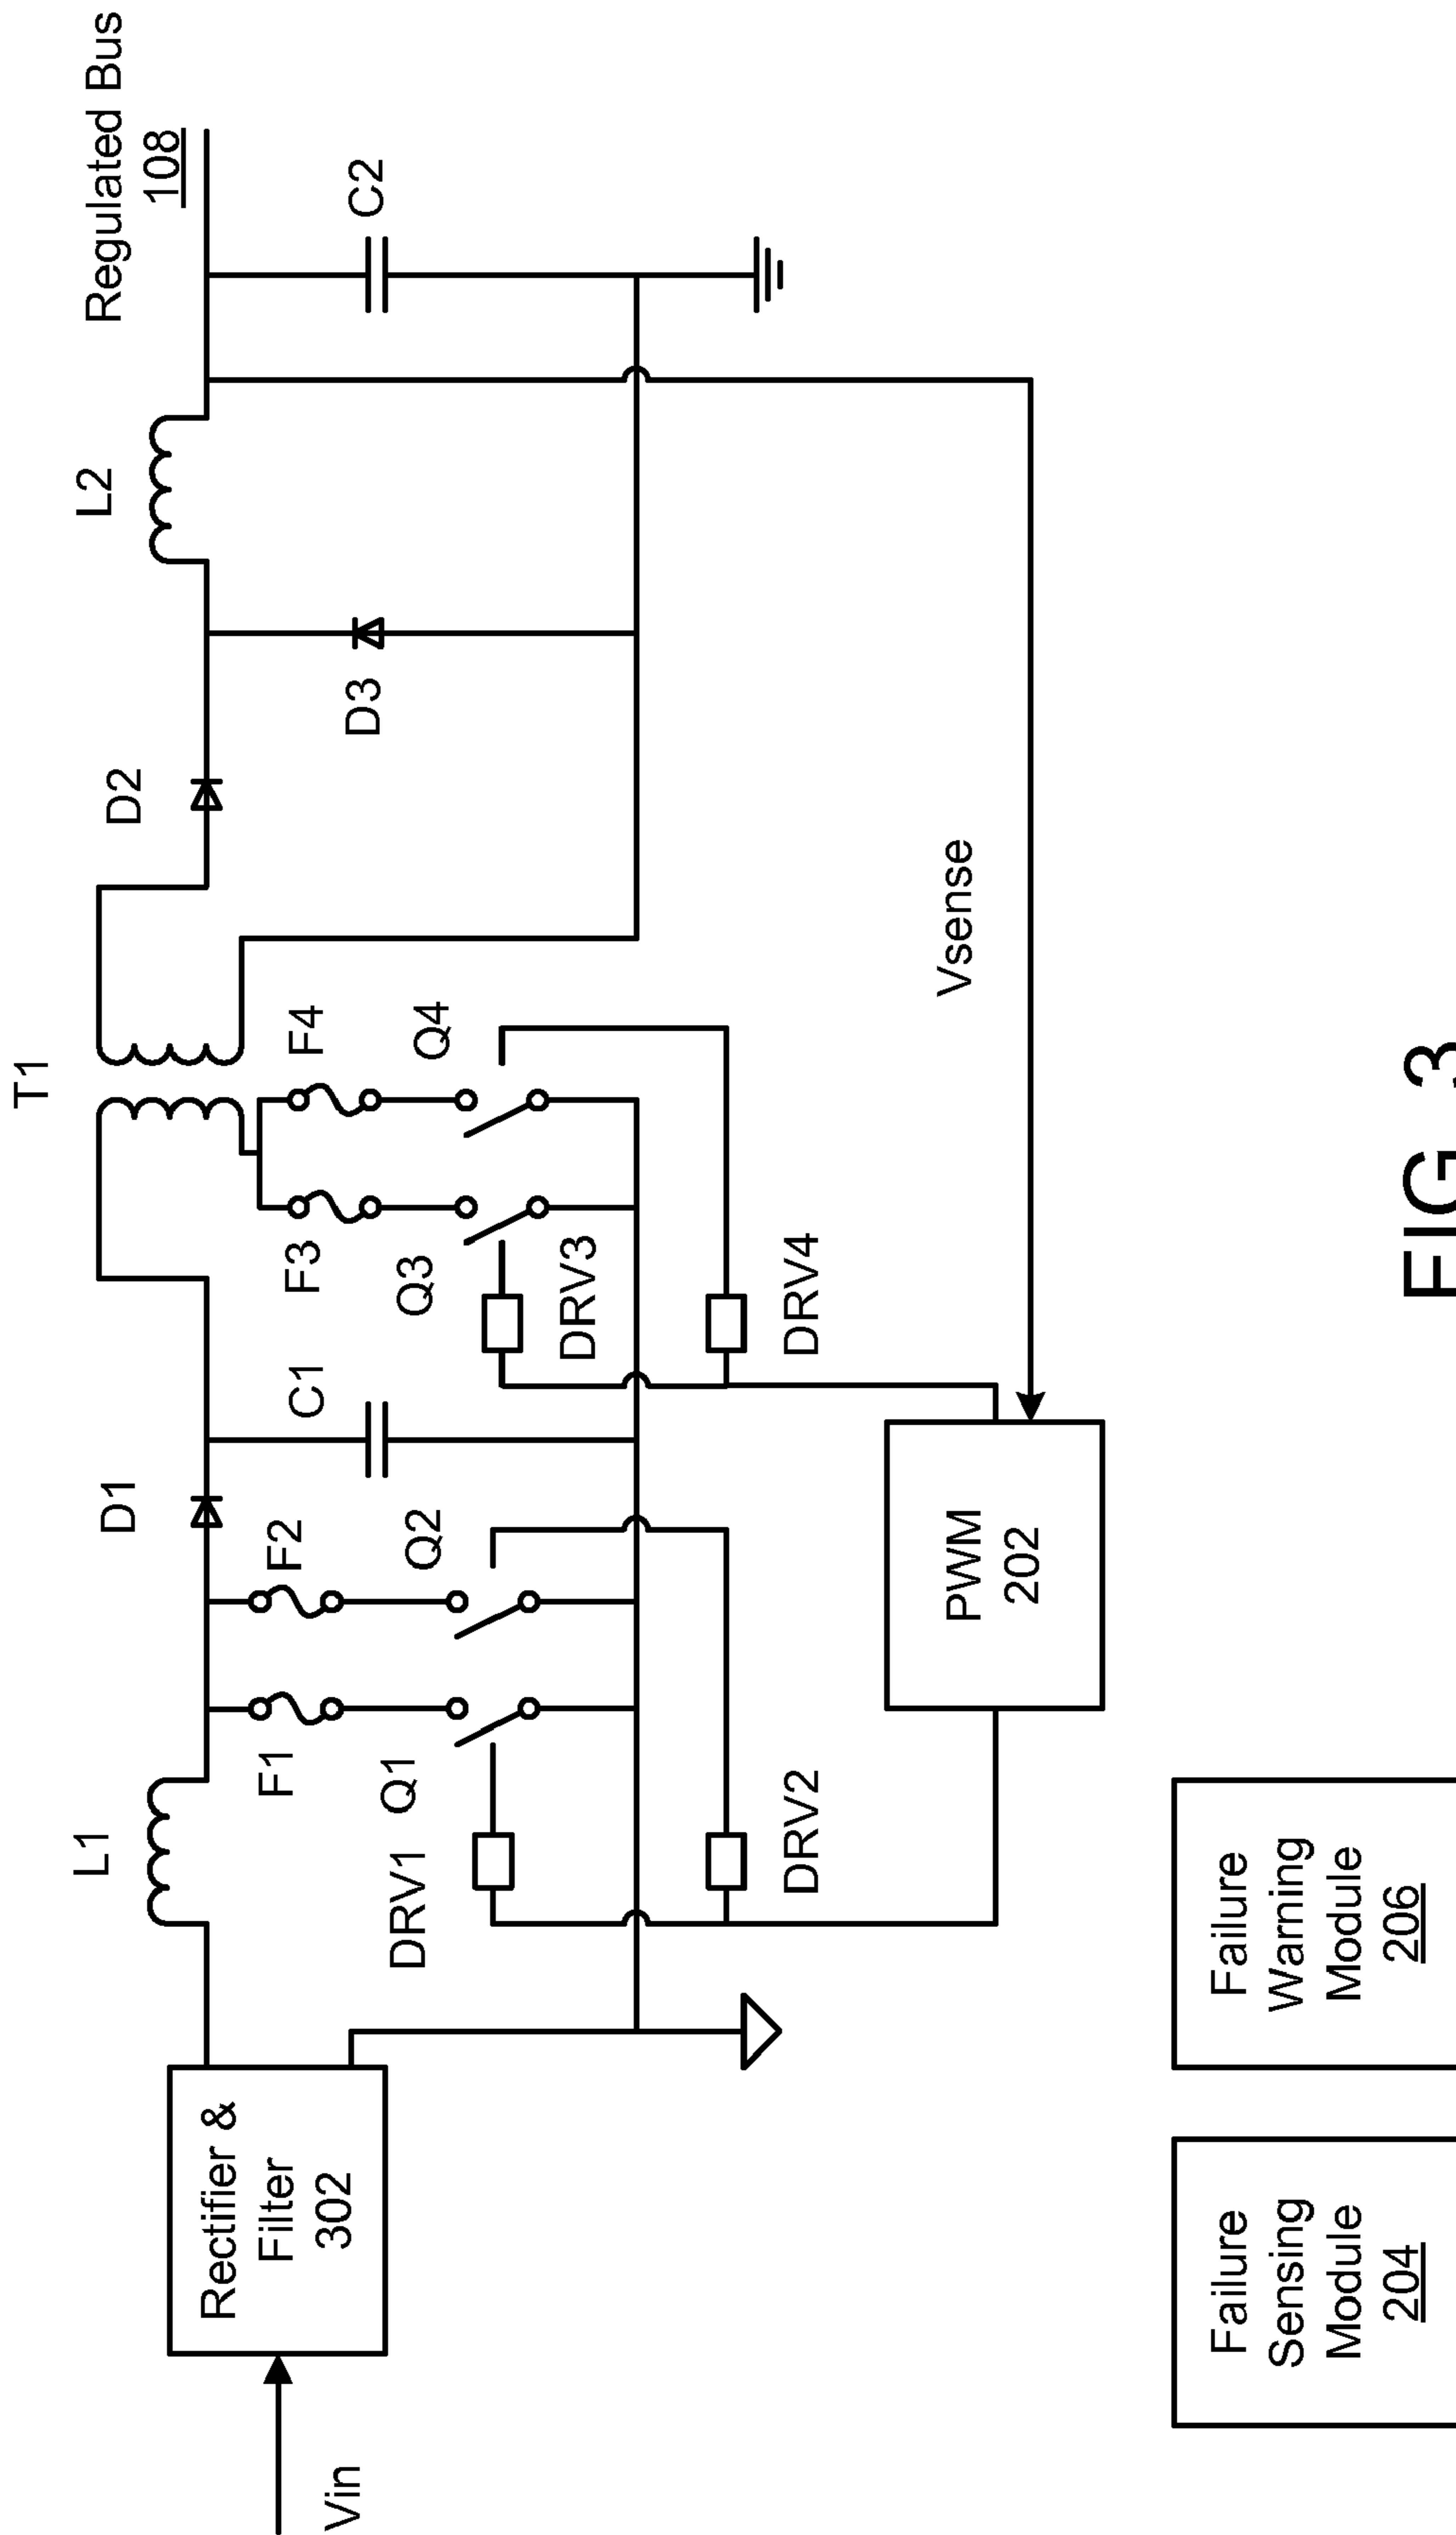 T1
L1
D1
D2
L2
Regulated Bus
108
F1
F2
C1
F3
F4
D3
C2
Q1
Q2
Q3
Q4
Rectifier &
Filter
302
Vin
DRV1
DRV3
DRV2
DRV4
Vsense
PWM
202
Failure
Sensing
Module
204
Failure
Warning
Module
206
FIG. 3